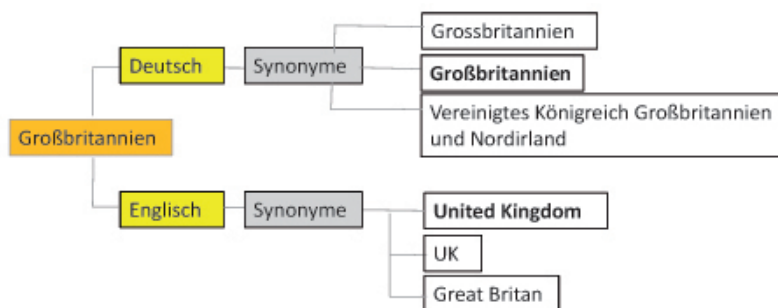 Grossbritannien
Deutsch
Synonyme
Großbritannien
Vereinigtes Königreich Großbritannien
und Nordirland
Großbritannien
Englisch
Synonyme
United Kingdom
UK
Great Britan